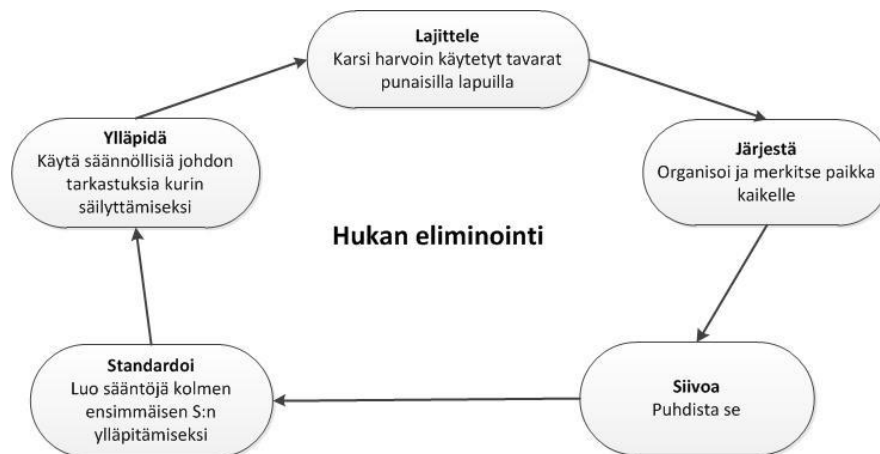 Lajittele
Karsi harvoin käytetyt tavarat
punaisilla lapuilla
Järjestä
Organisoi ja merkitse paikka
kaikelle
Siivoa
Puhdista se
Standardoi
Luo sääntöjä kolmen
ensimmäisen S:n
ylläpitämiseksi
Ylläpidä
Käytä säännöllisiä johdon
tarkastuksia kurin
säilyttämiseksi
Hukan eliminointi